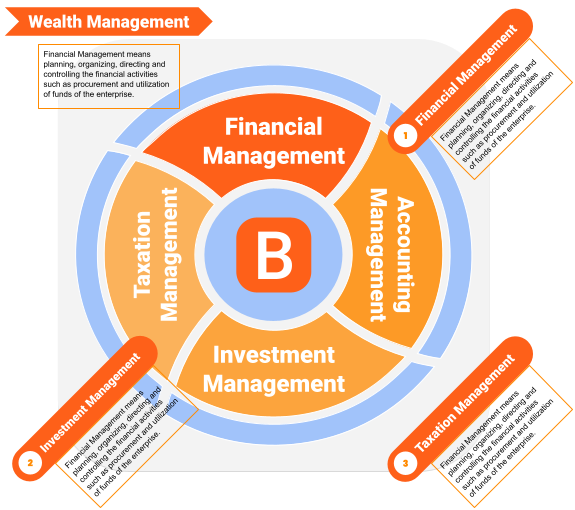 Wealth Management
Financial Management means
planning, organizing, directing and
controlling the financial activities
such as procurement and utilization
of funds of the enterprise.
1
Financial Management
Financial Management means
planning, organizing, directing and
controlling the financial activities
such as procurement and utilization
of funds of the enterprise.
Financial
Management
Accounting
Management
Taxation
Management
B
Investment
Management
2
Investment Management
Financial Management means
planning, organizing, directing and
controlling the financial activities
such as procurement and utilization
of funds of the enterprise.
3
Taxation Management
Financial Management means
planning, organizing, directing and
controlling the financial activities
such as procurement and utilization
of funds of the enterprise.